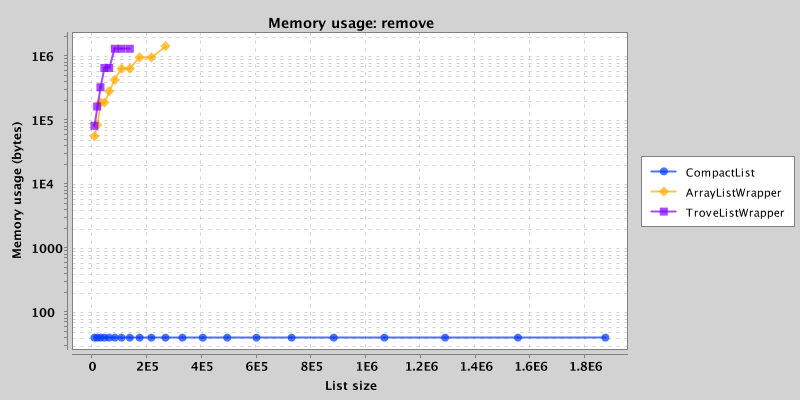 Memory usage: remove
Memory usage (bytes)
1E6
1E5
1E4
1000
100
0 2E5 4E5 6E5 8E5 1E6 1.2E6 1.4E6 1.6E6 1.8E6
List size
CompactList
ArrayListWrapper
TroveListWrapper